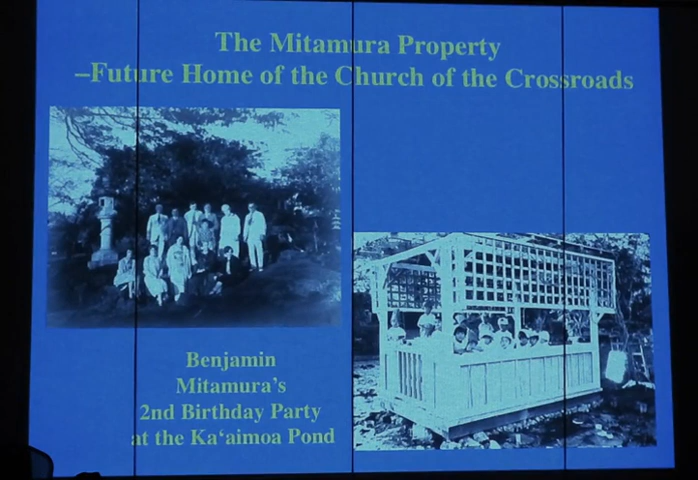 The Mitamura Property
–Future Home of the Church of the Crossroads
Benjamin
Mitamura's
2nd Birthday Party
at the Ka‘aimoa Pond